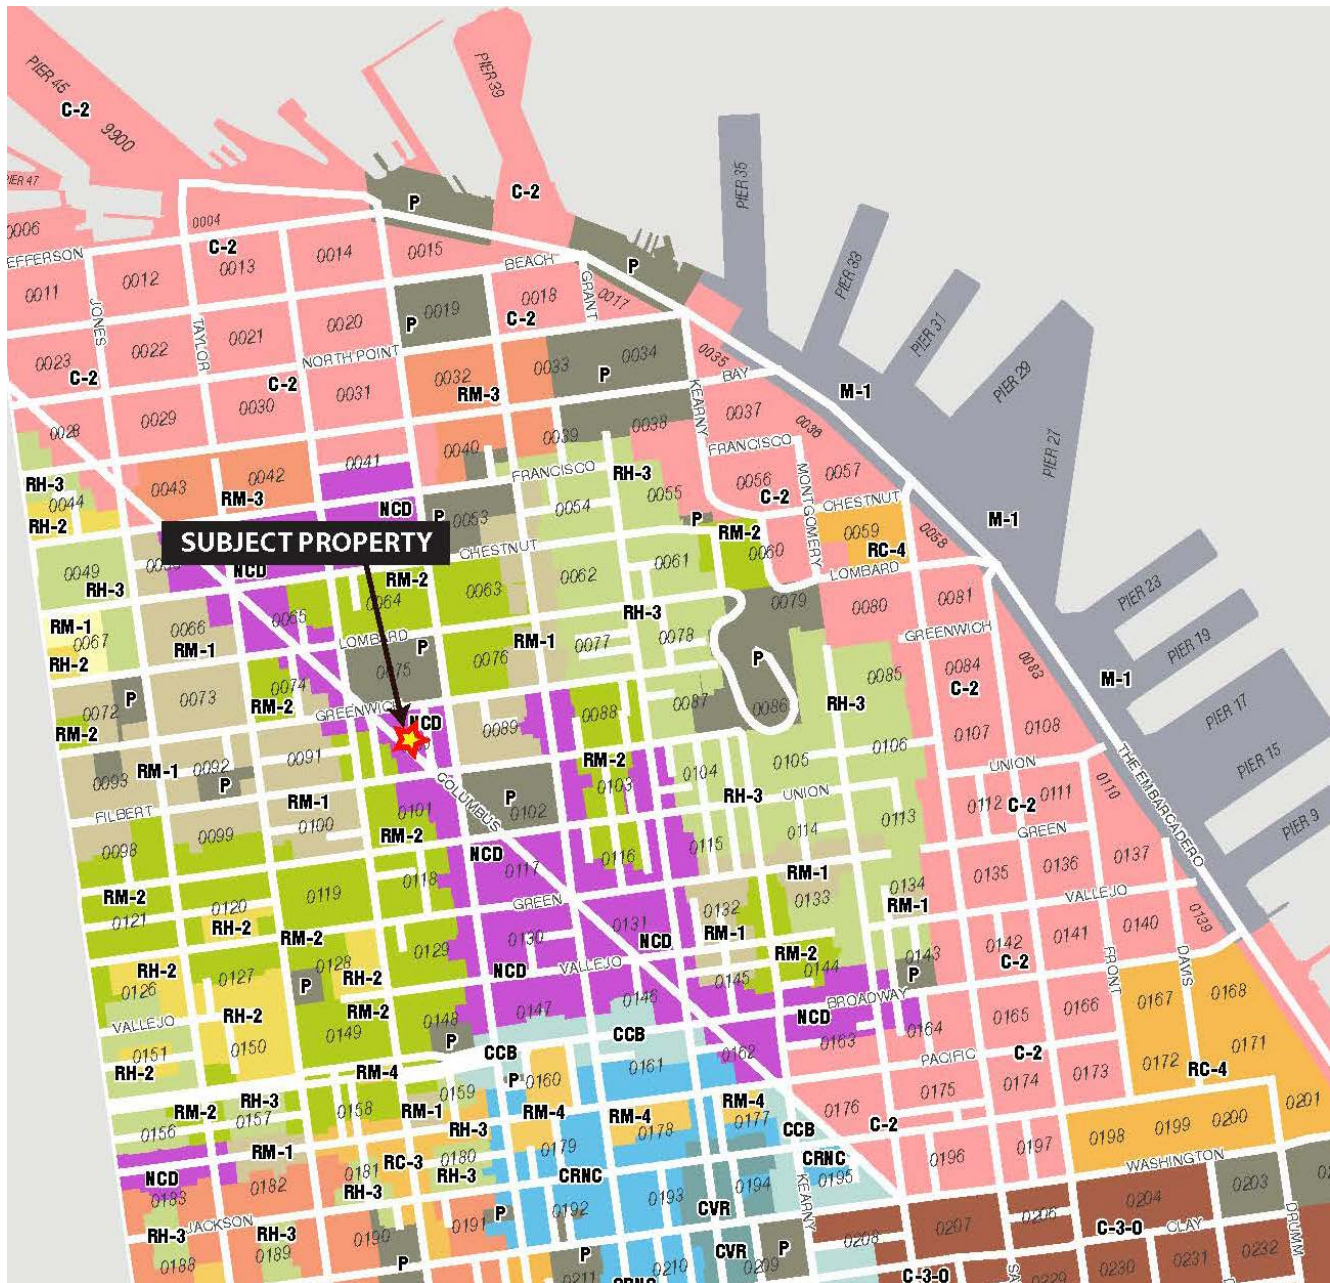 PIER 45
C-2
9900
PIER 39
PIER 47
C-2
P
PIER 35
0006
0004
C-2
PIER 33
0015
0014
0013
BEACH
P
GRANT
0011
0012
JONES
TAYLOR
0019
P
0018
0017
C-2
PIER 31
0020
0021
0022
0023
C-2
NORTH POINT
0032
0033
0034
P
0035
BAY
M-1
PIER 29
C-2
0031
0030
0029
0028
RM-3
KEARNY
0037
0036
PIER 27
0040
0039
0038
FRANCISCO
0041
0042
0043
RM-3
FRANCISCO
RH-3
0044
RH-2
RH-3
0055
0056
0057
C-2
MONTGOMERY
CHESTNUT
NCD
P
0053
0054
P
RM-2
0060
0059
RC-4
0058
M-1
SUBJECT PROPERTY
NCD
RM-2
CHESTNUT
0061
0062
0063
0064
LOMBARD
0049
RH-3
PIER 23
RM-1
0067
RH-2
0066
RM-1
0065
LOMBARD
P
0075
0076
RM-1
RH-3
0077
0078
0079
P
0080
0081
GREENWICH
PIER 19
0072
P
RM-2
0073
0074
RM-2
GREENWICH
NCD
0089
0088
0087
0086
RH-3
0085
0084
C-2
0083
M-1
PIER 17
0093
RM-1
0092
P
0091
RM-1
COLUMBUS
P
0102
RM-2
0103
0104
RH-3
0105
0106
0107
0108
UNION
UNION
0110
THE EMBARCADERO
PIER 15
PIER 9
FILBERT
0098
0099
0100
0101
RM-2
NCD
0117
0116
0115
0114
0113
0112
C-2
0111
GREEN
RM-2
0121
0120
RH-2
0119
0118
GREEN
0131
0132
RM-1
0133
RM-1
0134
RM-1
0135
0136
0137
VALLEJO
RM-2
0129
0130
NCD
NCD
VALLEJO
RM-2
0144
0143
P
0142
C-2
0141
0140
0139
FRONT
DAVIS
RH-2
0126
0127
0128
P
RH-2
RM-2
0145
0146
0147
BROADWAY
NCD
VALLEJO
RH-2
0151
RH-2
0150
0149
0148
P
CCB
CCB
0161
0162
0163
0164
0165
0166
0167
0168
PACIFIC
C-2
0171
0172
RC-4
RM-4
0159
P
0160
RM-2
RH-3
0157
0156
0158
RM-1
RH-3
RM-4
RM-4
RM-4
0177
CCB
0176
C-2
0175
0174
0173
NCD
0183
RM-1
0182
0181
RC-3
RH-3
0180
RH-3
0179
CRNC
0178
CRNC
0195
0196
0197
0198
0199
0200
0201
WASHINGTON
RH-3
0188
JACKSON
RH-3
0189
0190
P
0191
P
0192
0193
CVR
0194
CVR
KEARNY
0204
0203
DRUMM
0208
0207
0206
C-3-O
CLAY
P
0211
0210
CRNC
0209
P
C-3-O
0229
0230
0231
0232